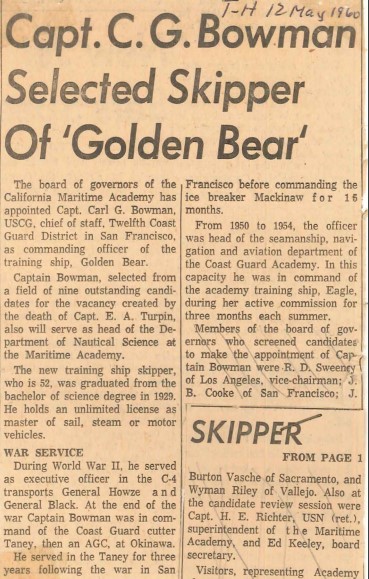 T-H 12 May 1960
Capt. C. G. Bowman
Selected Skipper
Of 'Golden Bear'
The board of governors of the
California Maritime Academy has
appointed Capt. Carl G. Bowman,
USCG, chief of staff, Twelfth Coast
Guard District in San Francisco,
as commanding officer of the
training ship, Golden Bear.
Captain Bowman, selected from
a field of nine outstanding candi-
dates for the vacancy created by
the death of Capt. E. A. Turpin,
also will serve as head of the De-
partment of Nautical Science at
the Maritime Academy.
The new training ship skipper,
who is 52, was graduated from the
bachelor of science degree in 1929.
He holds an unlimited license as
master of sail, steam or motor
vehicles.
WAR SERVICE
During World War II, he served
as executive officer in the C-4
transports General Howze and
General Black. At the end of the
war Captain Bowman was in com-
mand of the Coast Guard cutter
Taney, then an AGC, at Okinawa.
He served in the Taney for three
years following the war in San
Francisco before commanding the
ice breaker Mackinaw for 16
months.
From 1950 to 1954, the officer
was head of the seamanship, navi-
gation and aviation department of
the Coast Guard Academy. In this
capacity he was in command of
the academy training ship, Eagle,
during her active commission for
three months each summer.
Members of the board of gov-
ernors who screened candidates
to make the appointment of Cap-
tain Bowman were R. D. Sweeney
of Los Angeles, vice-chairman; J.
B. Cooke of San Francisco; J.
SKIPPER
FROM PAGE 1
Burton Vasche of Sacramento, and
Wyman Riley of Vallejo. Also at
the candidate review session were
Capt. H. E. Richter, USN (ret.),
superintendent of the Maritime
Academy, and Ed Keeley, board
secretary.
Visitors, representing Academy